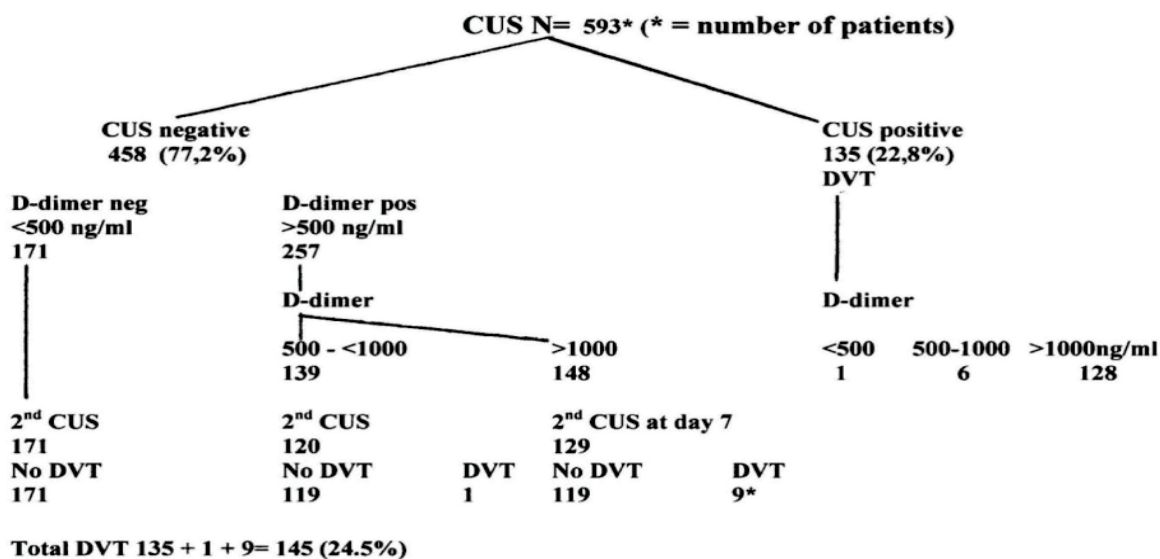 CUS N= 593* (* = number of patients)
CUS negative CUS positive
458 (77,2%) 135 (22,8%)
DVT
D-dimer neg D-dimer pos
<500 ng/ml >500 ng/ml
171 257
D-dimer D-dimer
500 - <1000 >1000 <500 500-1000 >1000ng/ml
139 148 1 6 128
2nd CUS 2nd CUS 2nd CUS at day 7
171 120 129
No DVT No DVT DVT No DVT DVT
171 119 1 119 9*
Total DVT 135 + 1 + 9= 145 (24.5%)